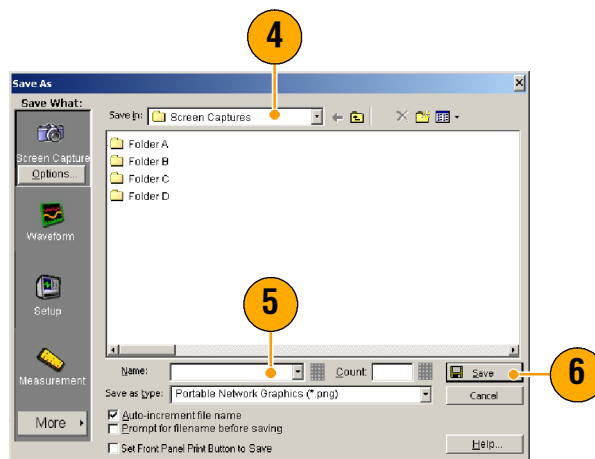 4
Save As
Save What:
Save in: Screen Captures
Screen Capture
Options...
Folder A
Folder B
Folder C
Folder D
Waveform
Setup
5
Measurement
Name:
Count:
Save
6
Save as type: Portable Network Graphics (*.png)
Cancel
More
Auto-increment file name
Prompt for filename before saving
Set Front Panel Print Button to Save
Help...